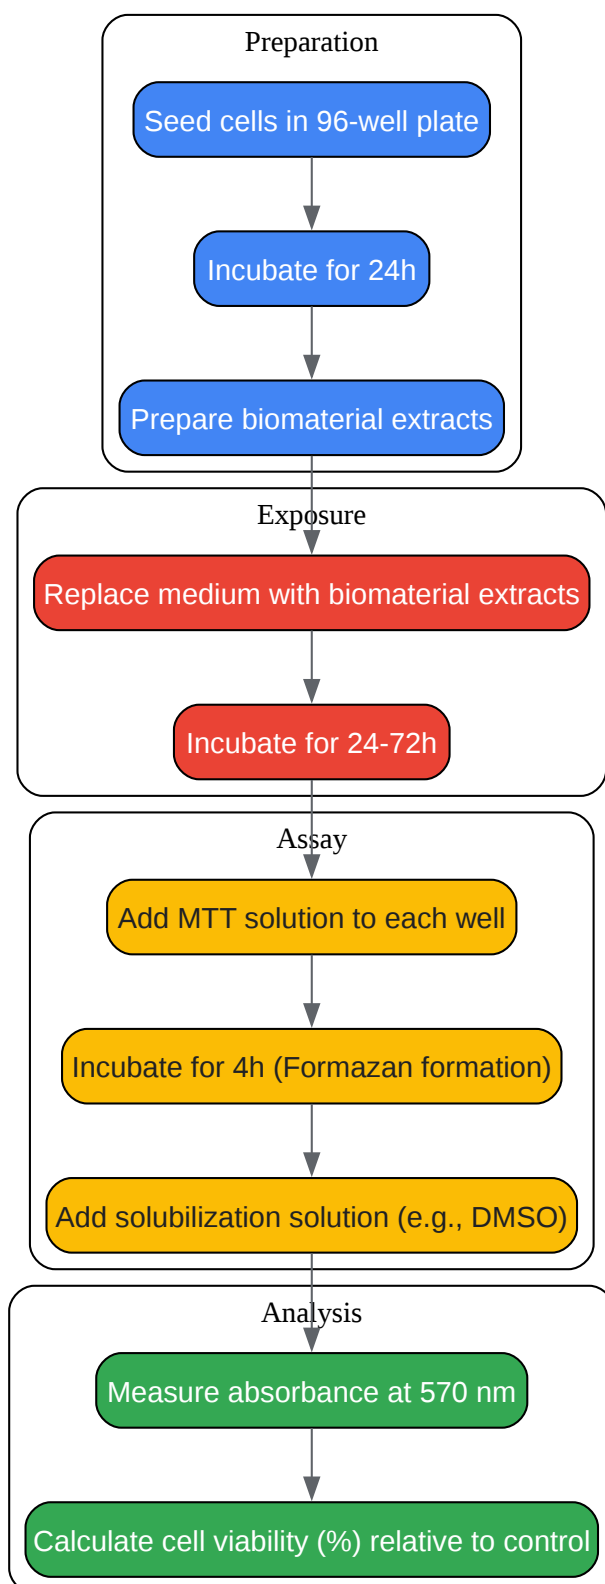 Preparation
Seed cells in 96-well plate
Incubate for 24h
Prepare biomaterial extracts
Exposure
Replace medium with biomaterial extracts
Incubate for 24-72h
Assay
Add MTT solution to each well
Incubate for 4h (Formazan formation)
Add solubilization solution (e.g., DMSO)
Analysis
Measure absorbance at 570 nm
Calculate cell viability (%) relative to control